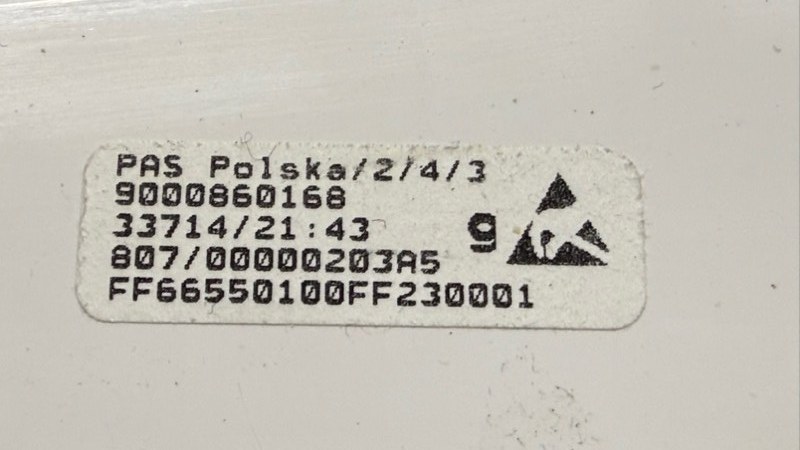 PAS Polska/2/4/3
9000860168
33714/21:43
g
807/00000203A5
FF66550100FF230001